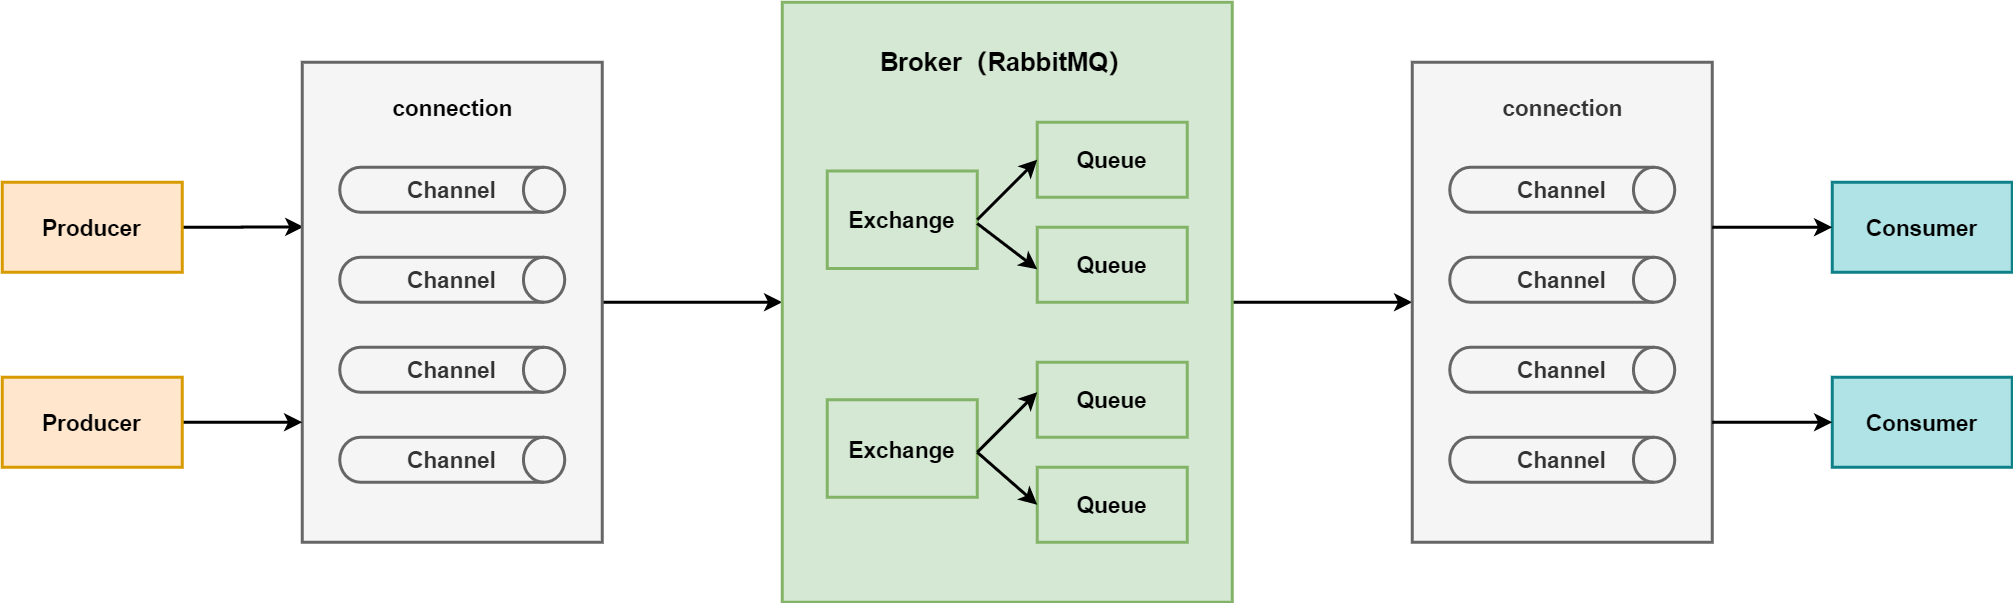 Producer
Producer
connection
Channel
Channel
Channel
Channel
Broker（RabbitMQ）
Exchange
Queue
Queue
Exchange
Queue
Queue
connection
Channel
Channel
Channel
Channel
Consumer
Consumer